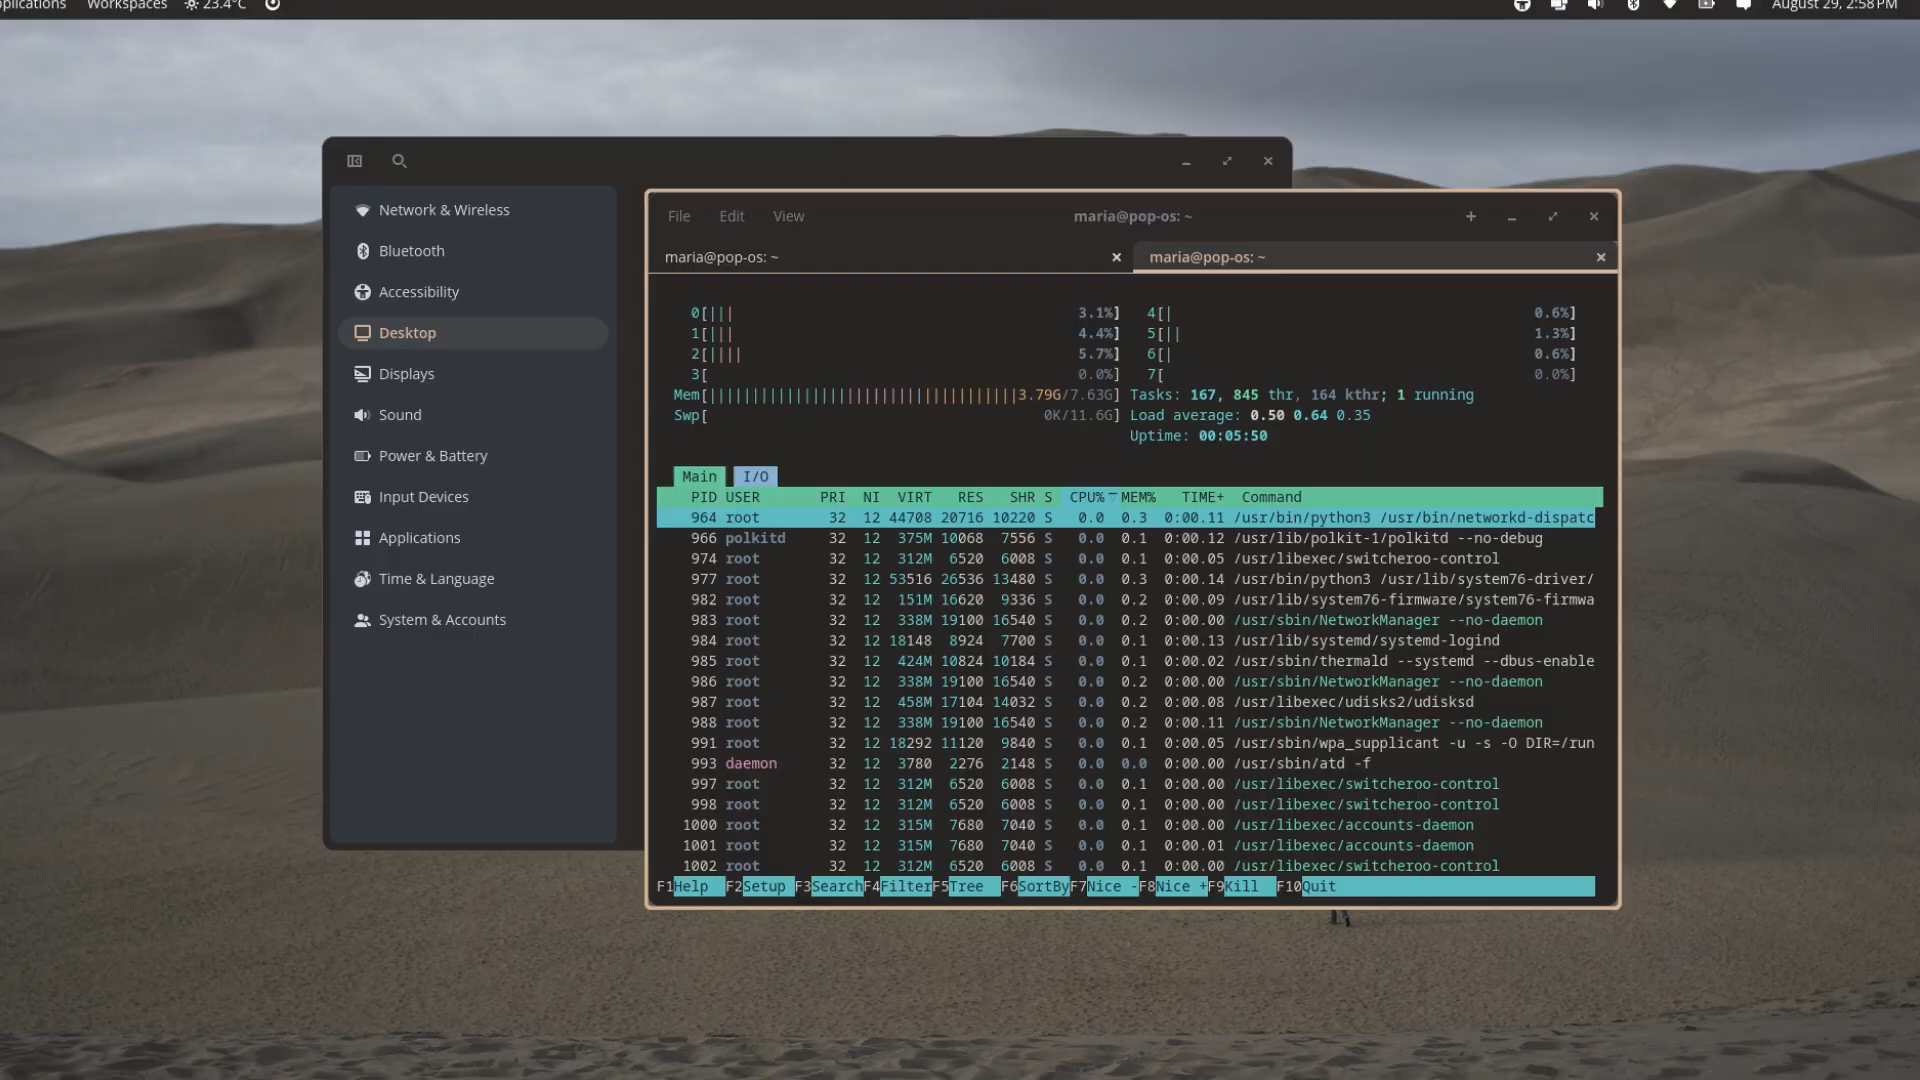 plications Workspaces 23.4°C August 29, 2:58 PM
Network & Wireless
Bluetooth
Accessibility
Desktop
Displays
Sound
Power & Battery
Input Devices
Applications
Time & Language
System & Accounts
File Edit View maria@pop-os: ~
maria@pop-os: ~ maria@pop-os: ~
0[||| 3.1%] 4[| 0.6%]
1[||| 4.4%] 5[|| 1.3%]
2[|||| 5.7%] 6[| 0.6%]
3[ 0.0%] 7[ 0.0%]
Mem[||||||||||||||||||||||||||||||||||||3.79G/7.63G] Tasks: 167, 845 thr, 164 kthr; 1 running
Swp[ 0K/11.6G] Load average: 0.50 0.64 0.35
Uptime: 00:05:50
Main I/O
PID USER PRI NI VIRT RES SHR S CPU%▽MEM% TIME+ Command
964 root 32 12 44708 20716 10220 S 0.0 0.3 0:00.11 /usr/bin/python3 /usr/bin/networkd-dispatc
966 polkitd 32 12 375M 10068 7556 S 0.0 0.1 0:00.12 /usr/lib/polkit-1/polkitd --no-debug
974 root 32 12 312M 6520 6008 S 0.0 0.1 0:00.05 /usr/libexec/switcheroo-control
977 root 32 12 53516 26536 13480 S 0.0 0.3 0:00.14 /usr/bin/python3 /usr/lib/system76-driver/
982 root 32 12 151M 16620 9336 S 0.0 0.2 0:00.09 /usr/lib/system76-firmware/system76-firmwa
983 root 32 12 338M 19100 16540 S 0.0 0.2 0:00.00 /usr/sbin/NetworkManager --no-daemon
984 root 32 12 18148 8924 7700 S 0.0 0.1 0:00.13 /usr/lib/systemd/systemd-logind
985 root 32 12 424M 10824 10184 S 0.0 0.1 0:00.02 /usr/sbin/thermald --systemd --dbus-enable
986 root 32 12 338M 19100 16540 S 0.0 0.2 0:00.00 /usr/sbin/NetworkManager --no-daemon
987 root 32 12 458M 17104 14032 S 0.0 0.2 0:00.08 /usr/libexec/udisks2/udisksd
988 root 32 12 338M 19100 16540 S 0.0 0.2 0:00.11 /usr/sbin/NetworkManager --no-daemon
991 root 32 12 18292 11120 9840 S 0.0 0.1 0:00.05 /usr/sbin/wpa_supplicant -u -s -O DIR=/run
993 daemon 32 12 3780 2276 2148 S 0.0 0.0 0:00.00 /usr/sbin/atd -f
997 root 32 12 312M 6520 6008 S 0.0 0.1 0:00.00 /usr/libexec/switcheroo-control
998 root 32 12 312M 6520 6008 S 0.0 0.1 0:00.00 /usr/libexec/switcheroo-control
1000 root 32 12 315M 7680 7040 S 0.0 0.1 0:00.00 /usr/libexec/accounts-daemon
1001 root 32 12 315M 7680 7040 S 0.0 0.1 0:00.01 /usr/libexec/accounts-daemon
1002 root 32 12 312M 6520 6008 S 0.0 0.1 0:00.00 /usr/libexec/switcheroo-control
F1Help F2Setup F3SearchF4FilterF5Tree F6SortByF7Nice -F8Nice +F9Kill F10Quit